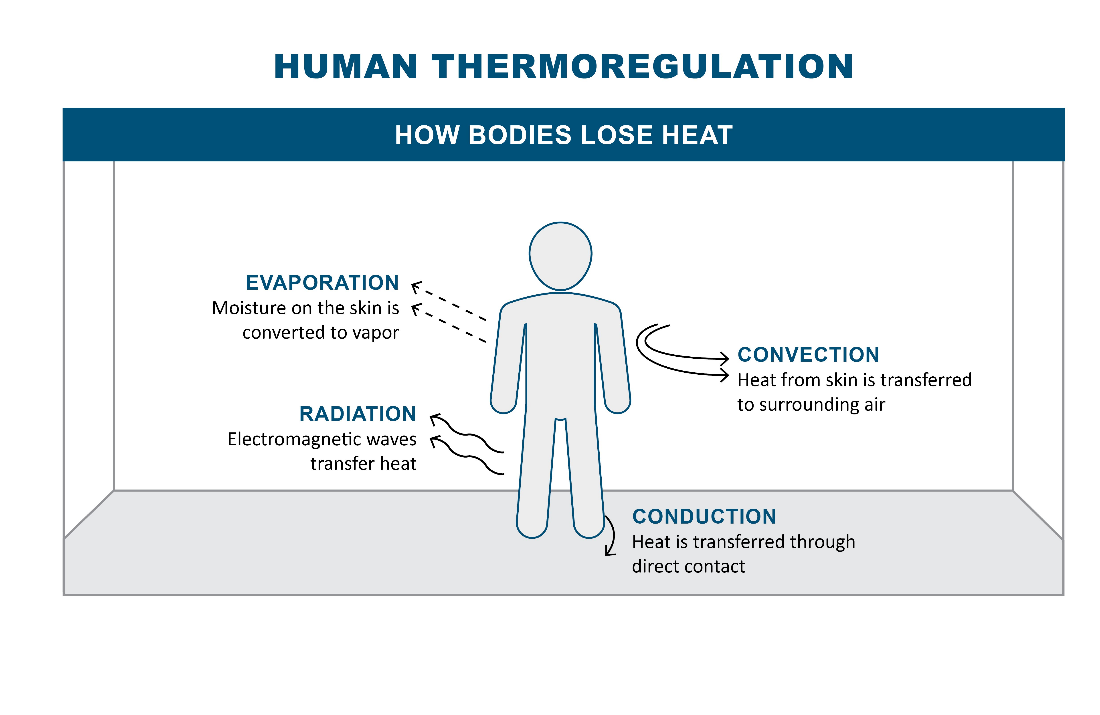 HUMAN THERMOREGULATION
HOW BODIES LOSE HEAT
EVAPORATION
Moisture on the skin is
converted to vapor
CONVECTION
Heat from skin is transferred
to surrounding air
RADIATION
Electromagnetic waves
transfer heat
CONDUCTION
Heat is transferred through
direct contact